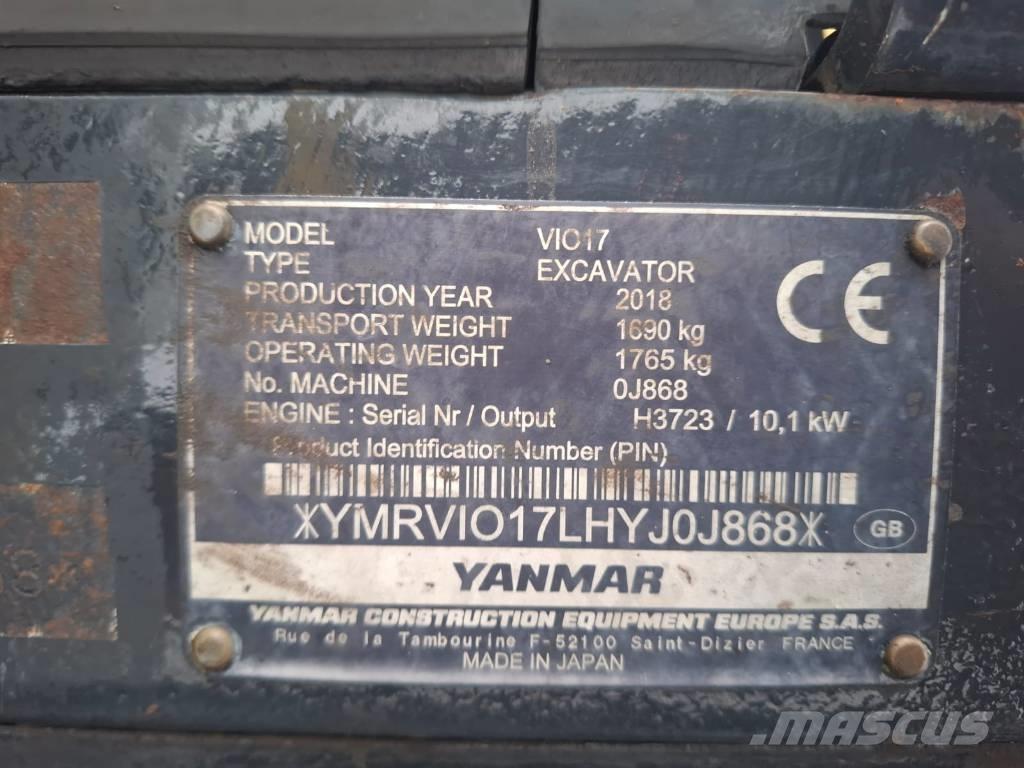 MODEL VIO17
TYPE EXCAVATOR
PRODUCTION YEAR 2018
TRANSPORT WEIGHT 1690 kg
OPERATING WEIGHT 1765 kg
No. MACHINE 0J868
ENGINE : Serial Nr / Output H3723 / 10,1 kW
Product Identification Number (PIN)
CE
*YMRVIO17LHYJ0J868*
GB
YANMAR
YANMAR CONSTRUCTION EQUIPMENT EUROPE S.A.S.
Rue de la Tambourine F-52100 Saint-Dizier FRANCE
MADE IN JAPAN
MASCUS